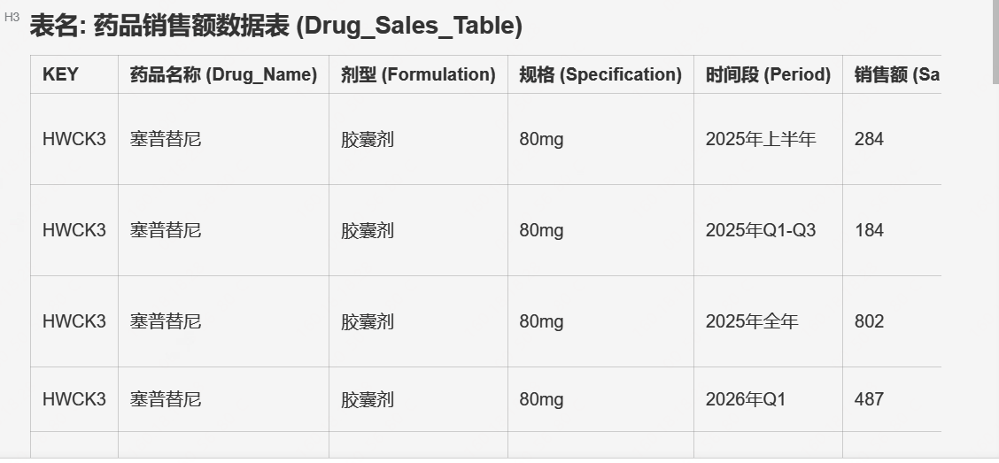 H3
表名: 药品销售额数据表 (Drug_Sales_Table)
KEY 药品名称 (Drug_Name) 剂型 (Formulation) 规格 (Specification) 时间段 (Period) 销售额 (Sa
HWCK3 塞普替尼 胶囊剂 80mg 2025年上半年 284
HWCK3 塞普替尼 胶囊剂 80mg 2025年Q1-Q3 184
HWCK3 塞普替尼 胶囊剂 80mg 2025年全年 802
HWCK3 塞普替尼 胶囊剂 80mg 2026年Q1 487